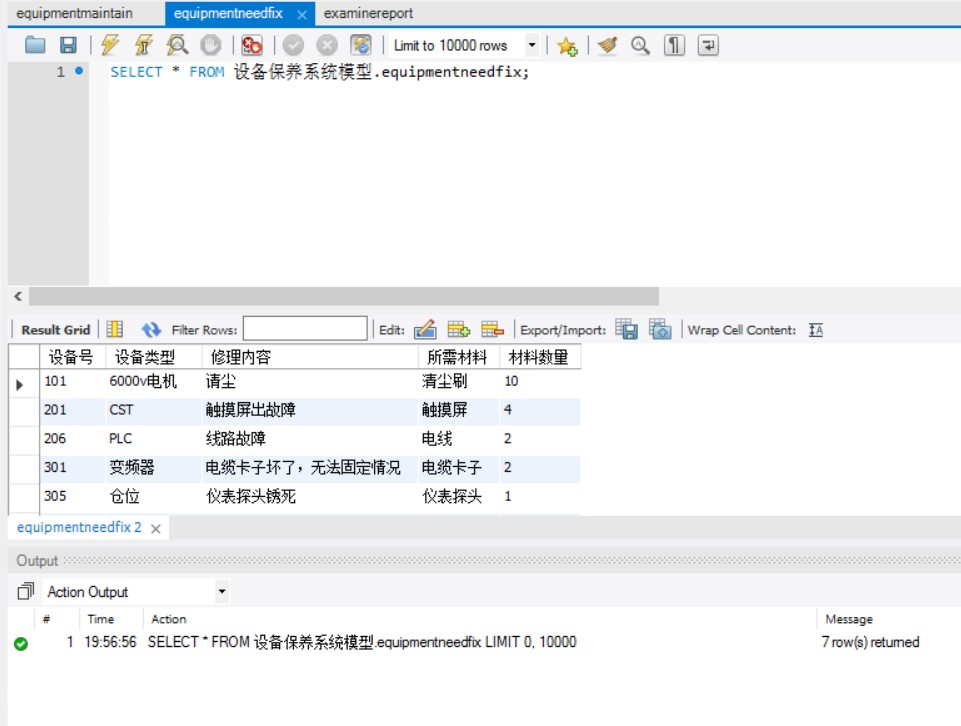 equipmentmaintain equipmentneedfix examinereport
Limit to 10000 rows
1 SELECT * FROM 设备保养系统模型.equipmentneedfix;
Result Grid Filter Rows: Edit: Export/Import: Wrap Cell Content:
设备号 设备类型 修理内容 所需材料 材料数量
101 6000v电机 请尘 清尘刷 10
201 CST 触摸屏出故障 触摸屏 4
206 PLC 线路故障 电线 2
301 变频器 电缆卡子坏了，无法固定情况 电缆卡子 2
305 仓位 仪表探头锈死 仪表探头 1
equipmentneedfix 2
Output
Action Output
# Time Action Message
1 19:56:56 SELECT * FROM 设备保养系统模型.equipmentneedfix LIMIT 0, 10000 7 row(s) returned